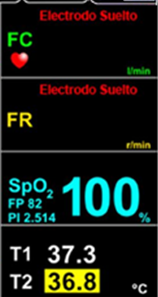 Electrodo Suelto
FC
l/min
Electrodo Suelto
FR
r/min
SpO2 100 %
FP 82
PI 2.514
T1 37.3
T2 36.8 °C